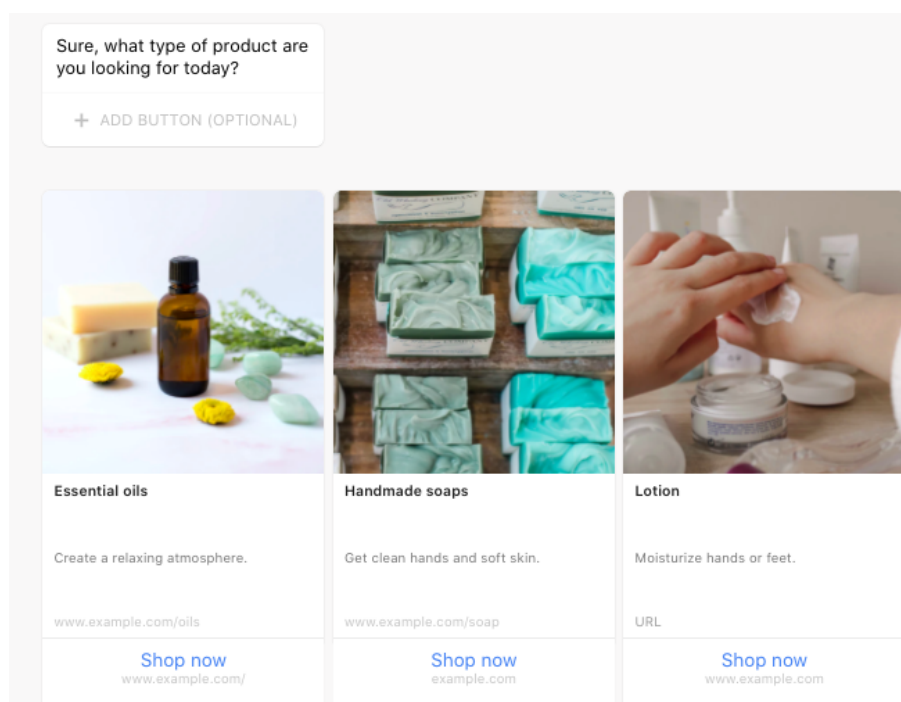 Sure, what type of product are
you looking for today?
+ ADD BUTTON (OPTIONAL)
Essential oils
Create a relaxing atmosphere.
www.example.com/oils
Shop now
www.example.com/
Handmade soaps
Get clean hands and soft skin.
www.example.com/soap
Shop now
example.com
Lotion
Moisturize hands or feet.
URL
Shop now
www.example.com